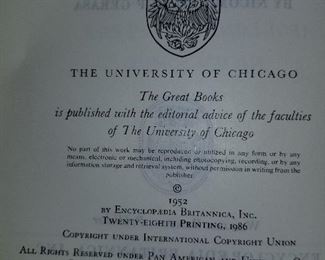 BY NICO
GERASA
THE UNIVERSITY OF CHICAGO
The Great Books
is published with the editorial advice of the faculties
of The University of Chicago
No part of this work may be reproduced or utilized in any form or by any
means, electronic or mechanical, including photocopying, recording, or by any
information storage and retrieval system, without permission in writing from the
publisher.
©
1952
BY ENCYCLOPÆDIA BRITANNICA, INC.
TWENTY-EIGHTH PRINTING, 1986
COPYRIGHT UNDER INTERNATIONAL COPYRIGHT UNION
ALL RIGHTS RESERVED UNDER PAN AMERICAN AND